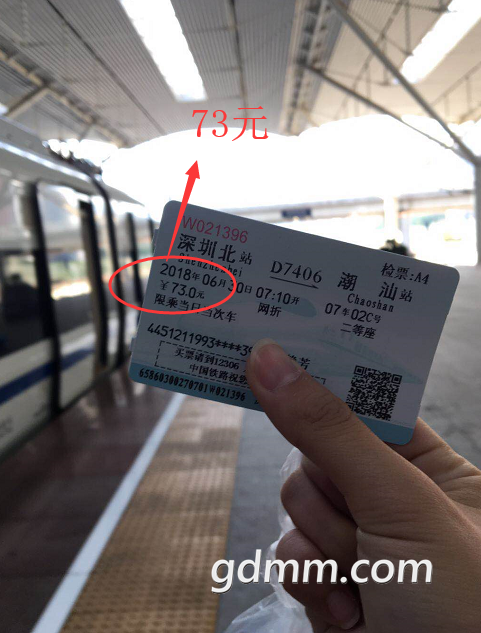 73元
W021396
检票:A4
深圳北站
D7406
潮汕站
Shenzhenbei
Chaoshan
2018年06月30日07:10开
07车02C号
¥73.0元
网折
二等座
限乘当日当次车
4451211993****3
芳
买票请到12306
中国铁路祝您
65860300270701W021396
gdmm.com